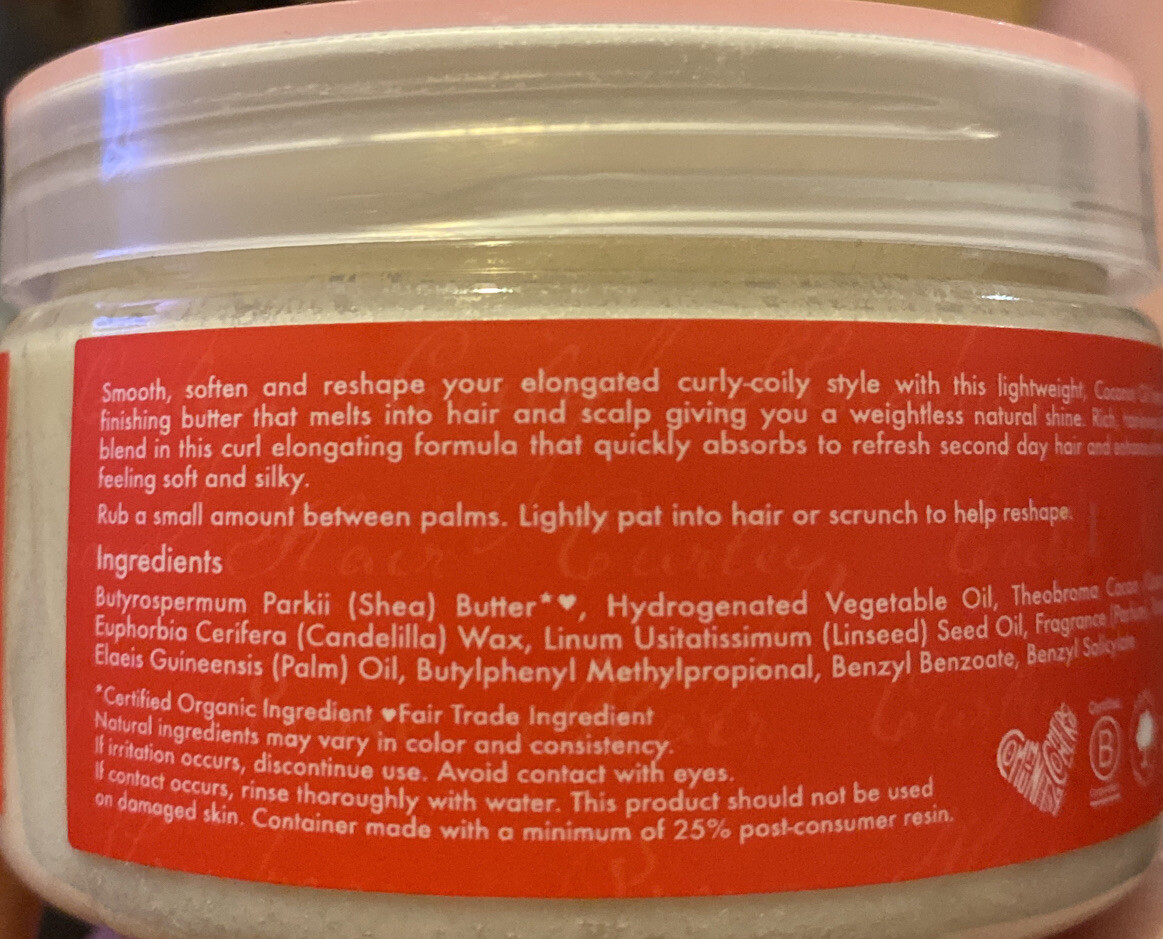 Smooth, soften and reshape your elongated curly-coily style with this lightweight, Coconut Oil
finishing butter that melts into hair and scalp giving you a weightless natural shine. Rich,
blend in this curl elongating formula that quickly absorbs to refresh second day hair and
feeling soft and silky.
Rub a small amount between palms. Lightly pat into hair or scrunch to help reshape.
Ingredients
Butyrospermum Parkii (Shea) Butter*♥, Hydrogenated Vegetable Oil, Theobroma Cacao
Euphorbia Cerifera (Candelilla) Wax, Linum Usitatissimum (Linseed) Seed Oil, Fragrance (Parfum)
Elaeis Guineensis (Palm) Oil, Butylphenyl Methylpropional, Benzyl Benzoate, Benzyl Salicylate
*Certified Organic Ingredient ♥Fair Trade Ingredient
Natural ingredients may vary in color and consistency.
If irritation occurs, discontinue use. Avoid contact with eyes.
If contact occurs, rinse thoroughly with water. This product should not be used
on damaged skin. Container made with a minimum of 25% post-consumer resin.
Certified
B